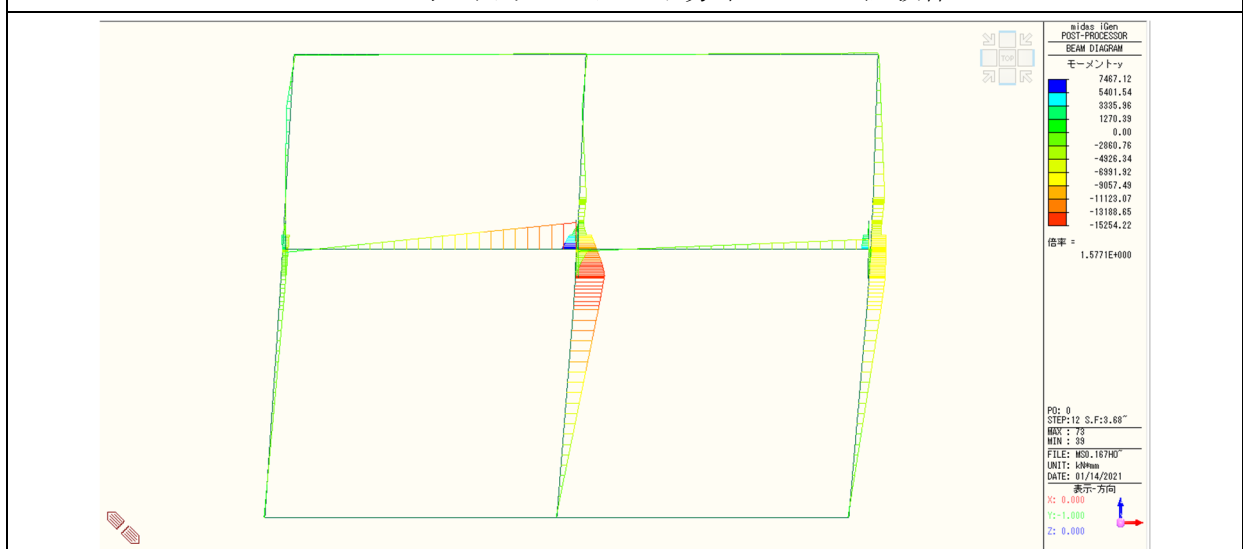 midas iGen
POST-PROCESSOR
BEAM DIAGRAM
モーメント-y
7467.12
5401.54
3335.96
1270.39
0.00
-2860.76
-4926.34
-6991.92
-9057.49
-11123.07
-13188.65
-15254.22
倍率 =
1.5771E+000
TOP
PO: 0
STEP:12 S.F:3.68~
MAX : 73
MIN : 39
FILE: MS0.167HO~
UNIT: kN*mm
DATE: 01/14/2021
表示-方向
X: 0.000
Y:-1.000
Z: 0.000